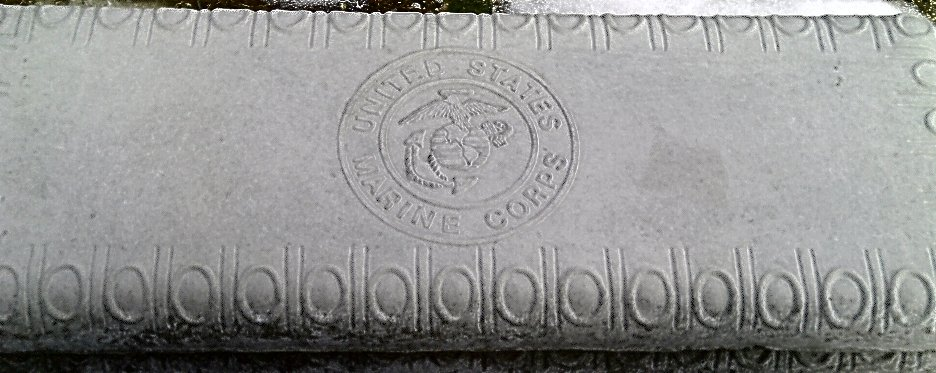 UNITED STATES
MARINE CORPS